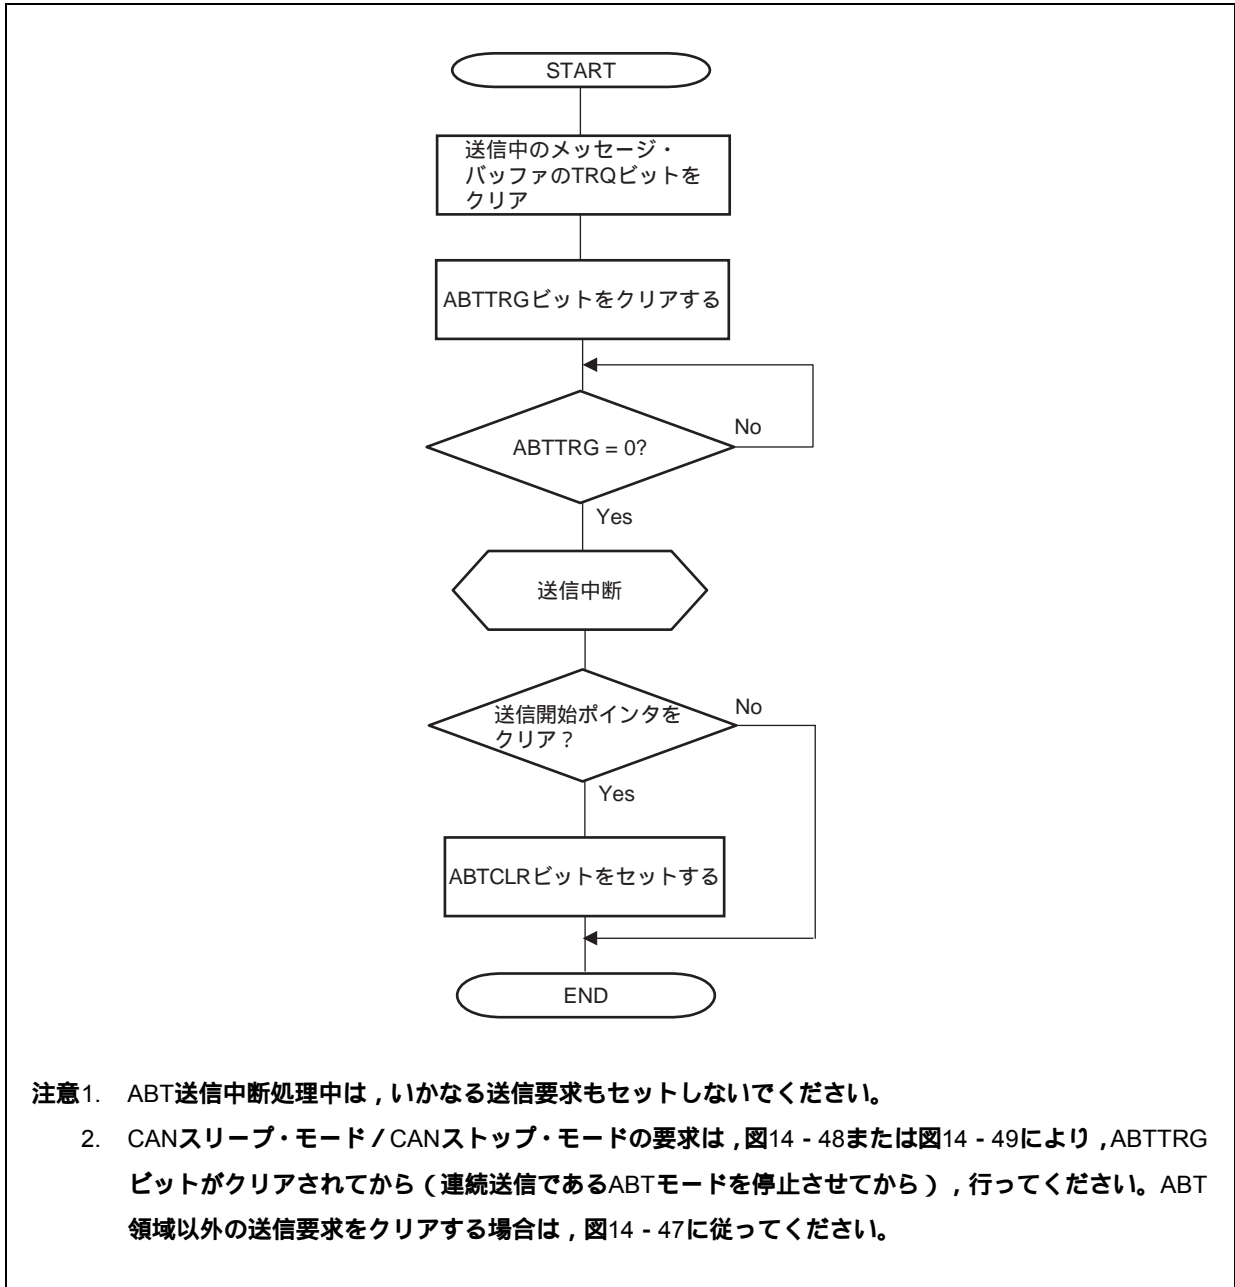 START
送信中のメッセージ・
バッファのTRQビットを
クリア
ABTTRGビットをクリアする
ABTTRG = 0?
No
Yes
送信中断
送信開始ポインタを
クリア?
No
Yes
ABTCLRビットをセットする
END
注意1. ABT送信中断処理中は,いかなる送信要求もセットしないでください。
2. CANスリープ・モード/CANストップ・モードの要求は,図14 - 48または図14 - 49により,ABTTRG
ビットがクリアされてから(連続送信であるABTモードを停止させてから),行ってください。ABT
領域以外の送信要求をクリアする場合は,図14 - 47に従ってください。